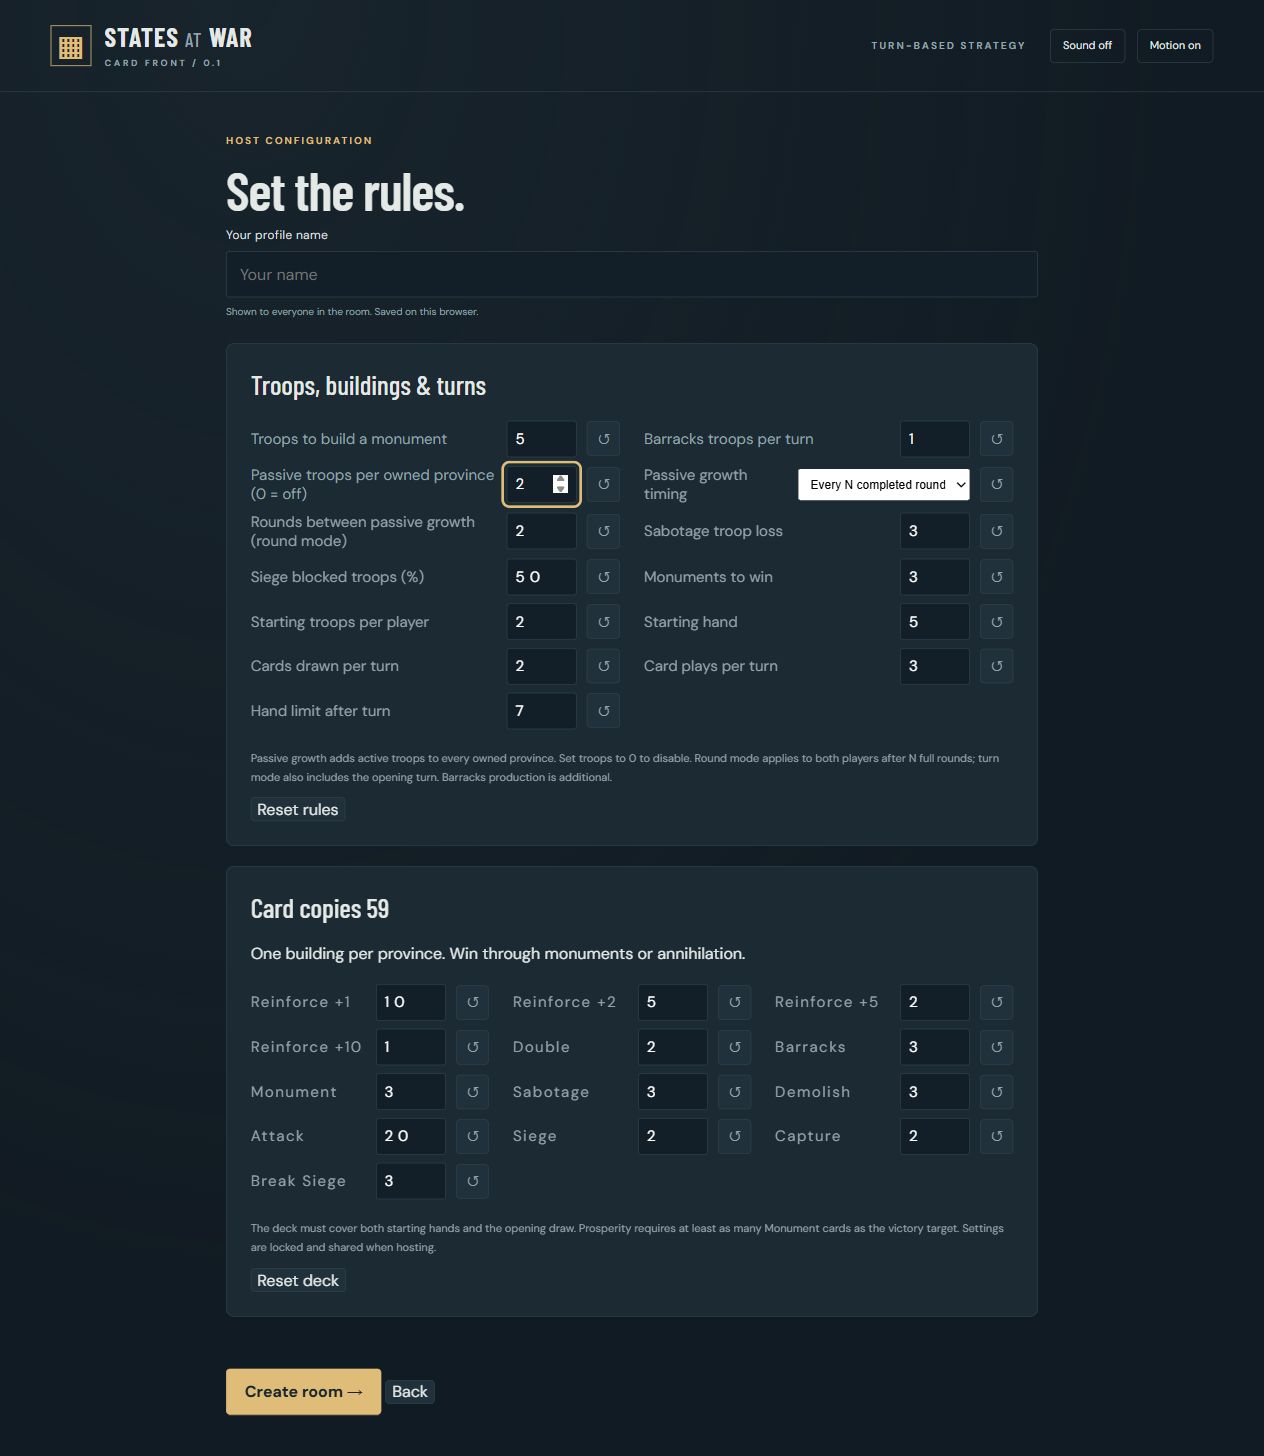 STATES AT WAR
CARD FRONT / 0.1
TURN-BASED STRATEGY
Sound off
Motion on
HOST CONFIGURATION
Set the rules.
Your profile name
Your name
Shown to everyone in the room. Saved on this browser.
Troops, buildings & turns
Troops to build a monument 5 ↺
Barracks troops per turn 1 ↺
Passive troops per owned province
(0 = off) 2 ↺
Passive growth
timing Every N completed round ↺
Rounds between passive growth
(round mode) 2 ↺
Sabotage troop loss 3 ↺
Siege blocked troops (%) 50 ↺
Monuments to win 3 ↺
Starting troops per player 2 ↺
Starting hand 5 ↺
Cards drawn per turn 2 ↺
Card plays per turn 3 ↺
Hand limit after turn 7 ↺
Passive growth adds active troops to every owned province. Set troops to 0 to disable. Round mode applies to both players after N full rounds; turn
mode also includes the opening turn. Barracks production is additional.
Reset rules
Card copies 59
One building per province. Win through monuments or annihilation.
Reinforce +1 10 ↺
Reinforce +2 5 ↺
Reinforce +5 2 ↺
Reinforce +10 1 ↺
Double 2 ↺
Barracks 3 ↺
Monument 3 ↺
Sabotage 3 ↺
Demolish 3 ↺
Attack 20 ↺
Siege 2 ↺
Capture 2 ↺
Break Siege 3 ↺
The deck must cover both starting hands and the opening draw. Prosperity requires at least as many Monument cards as the victory target. Settings
are locked and shared when hosting.
Reset deck
Create room →
Back